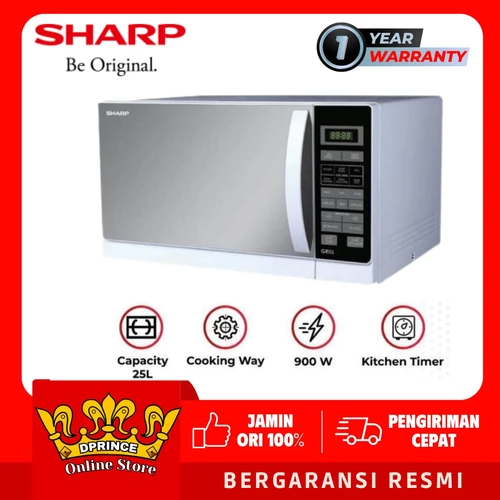 SHARP
Be Original.
1 YEAR
WARRANTY
SHARP
GRILL
Capacity
25L
Cooking Way
900 W
Kitchen Timer
DPRINCE
Online Store
JAMIN
ORI 100%
PENGIRIMAN
CEPAT
BERGARANSI RESMI